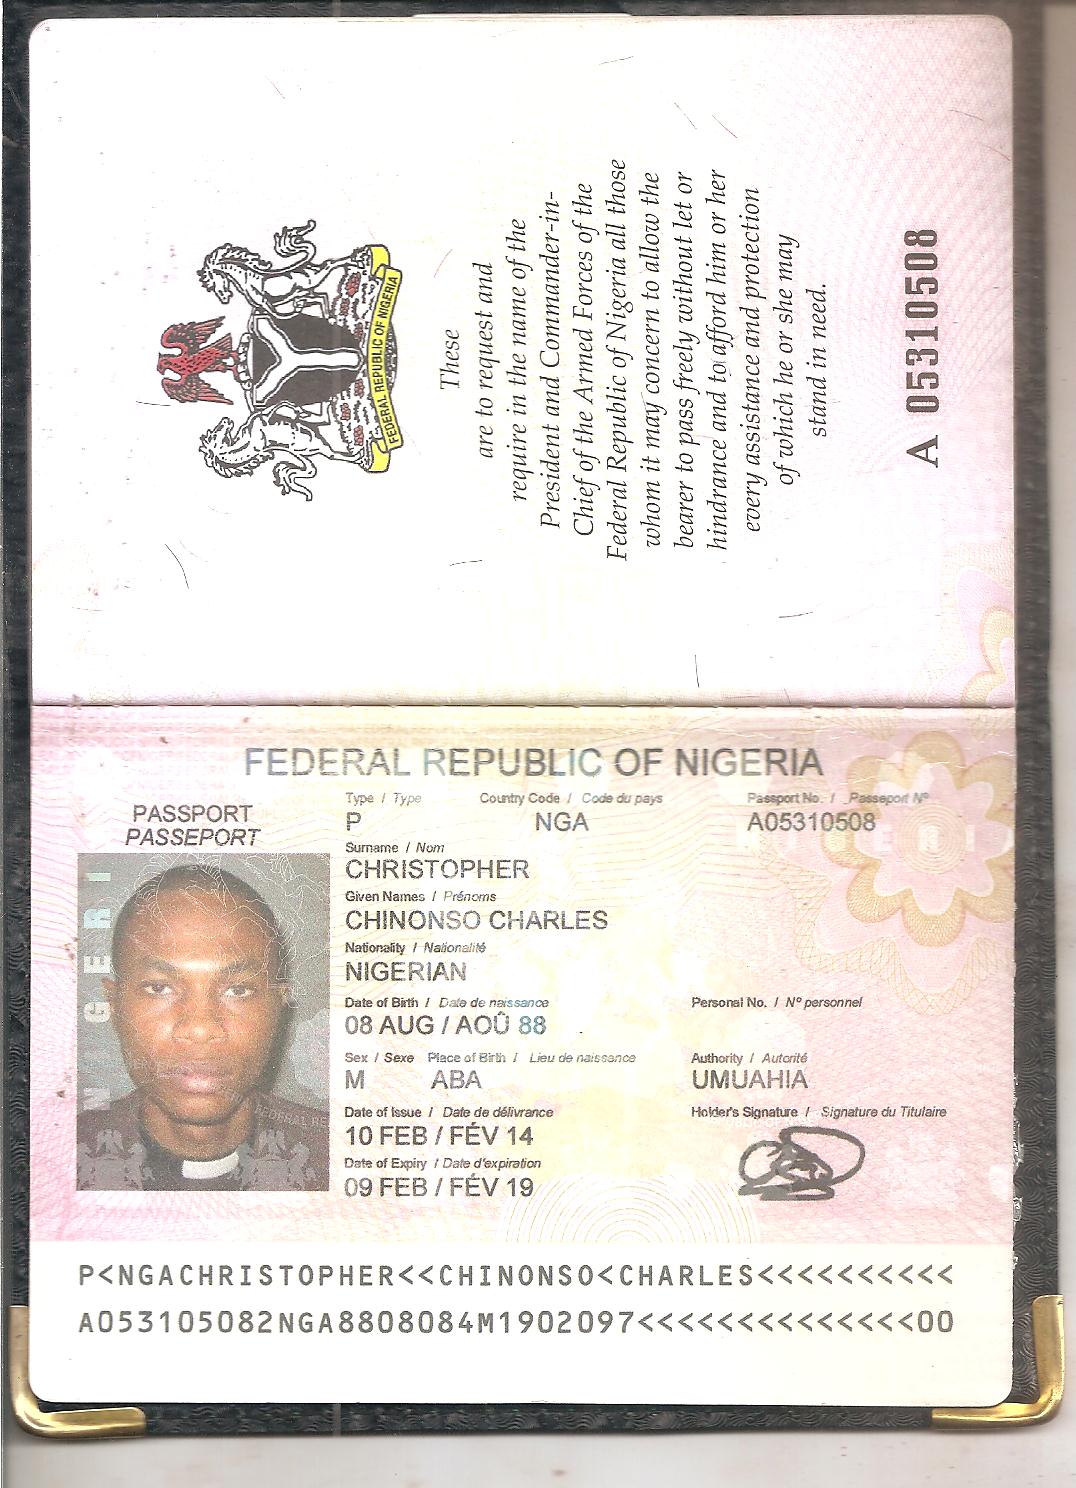 FEDERAL REPUBLIC OF NIGERIA
These
are to request and
require in the name of the
President and Commander-in-
Chief of the Armed Forces of the
Federal Republic of Nigeria all those
whom it may concern to allow the
bearer to pass freely without let or
hindrance and to afford him or her
every assistance and protection
of which he or she may
stand in need.
A 05310508
FEDERAL REPUBLIC OF NIGERIA
PASSPORT
PASSEPORT
Type / Type Country Code / Code du pays Passport No. / Passeport Nº
P NGA A05310508
Surname / Nom
CHRISTOPHER
Given Names / Prénoms
CHINONSO CHARLES
Nationality / Nationalité
NIGERIAN
Date of Birth / Date de naissance Personal No. / Nº personnel
08 AUG / AOÛ 88
Sex / Sexe Place of Birth / Lieu de naissance Authority / Autorité
M ABA UMUAHIA
Date of Issue / Date de délivrance Holder's Signature / Signature du Titulaire
10 FEB / FÉV 14
Date of Expiry / Date d'expiration
09 FEB / FÉV 19
P<NGACHRISTOPHER<<CHINONSO<CHARLES<<<<<<<<<<<
A053105082NGA8808084M1902097<<<<<<<<<<<<<<00